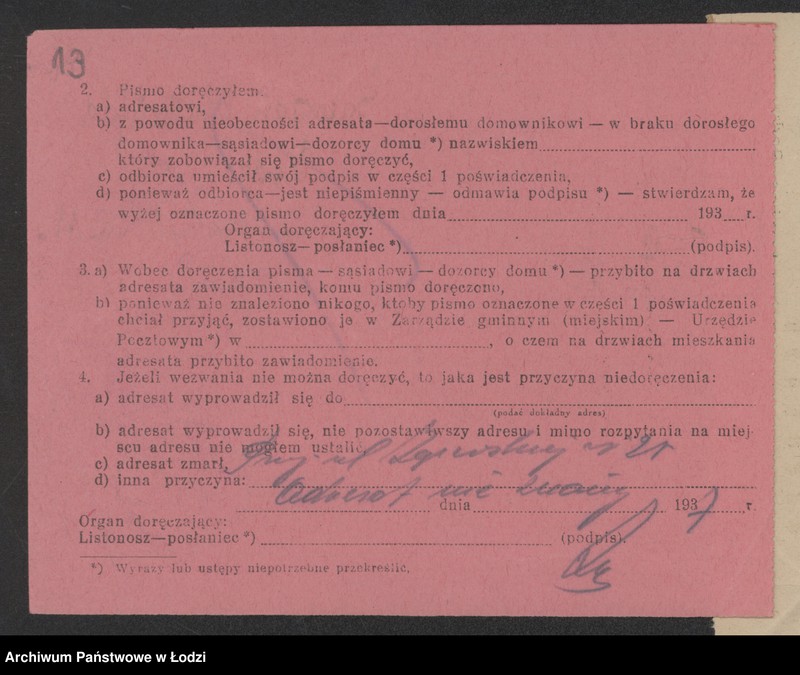 13
2. Pismo doręczyłem:
a) adresatowi,
b) z powodu nieobecności adresata—dorosłemu domownikowi — w braku dorosłego
domownika—sąsiadowi—dozorcy domu *) nazwiskiem
który zobowiązał się pismo doręczyć,
c) odbiorca umieścił swój podpis w części 1 poświadczenia,
d) ponieważ odbiorca—jest niepiśmienny — odmawia podpisu *) — stwierdzam, że
wyżej oznaczone pismo doręczyłem dnia 193 r.
Organ doręczający:
Listonosz—posłaniec *) (podpis).
3. a) Wobec doręczenia pisma — sąsiadowi — dozorcy domu *) — przybito na drzwiach
adresata zawiadomienie, komu pismo doręczono,
b) ponieważ nie znaleziono nikogo, ktoby pismo oznaczone w części 1 poświadczenia
chciał przyjąć, zostawiono je w Zarządzie gminnym (miejskim) — Urzędzie
Pocztowym *) w , o czem na drzwiach mieszkania
adresata przybito zawiadomienie.
4. Jeżeli wezwania nie można doręczyć, to jaka jest przyczyna niedoręczenia:
a) adresat wyprowadził się do
(podać dokładny adres)
b) adresat wyprowadził się, nie pozostawiwszy adresu i mimo rozpytania na miej-
scu adresu nie mogłem ustalić,
c) adresat zmarł, Przy ul 21
d) inna przyczyna: Adresat nie znany
dnia 1937 r.
Organ doręczający:
Listonosz—posłaniec *) (podpis).
*) Wyrazy lub ustępy niepotrzebne przekreślić.
Archiwum Państwowe w Łodzi